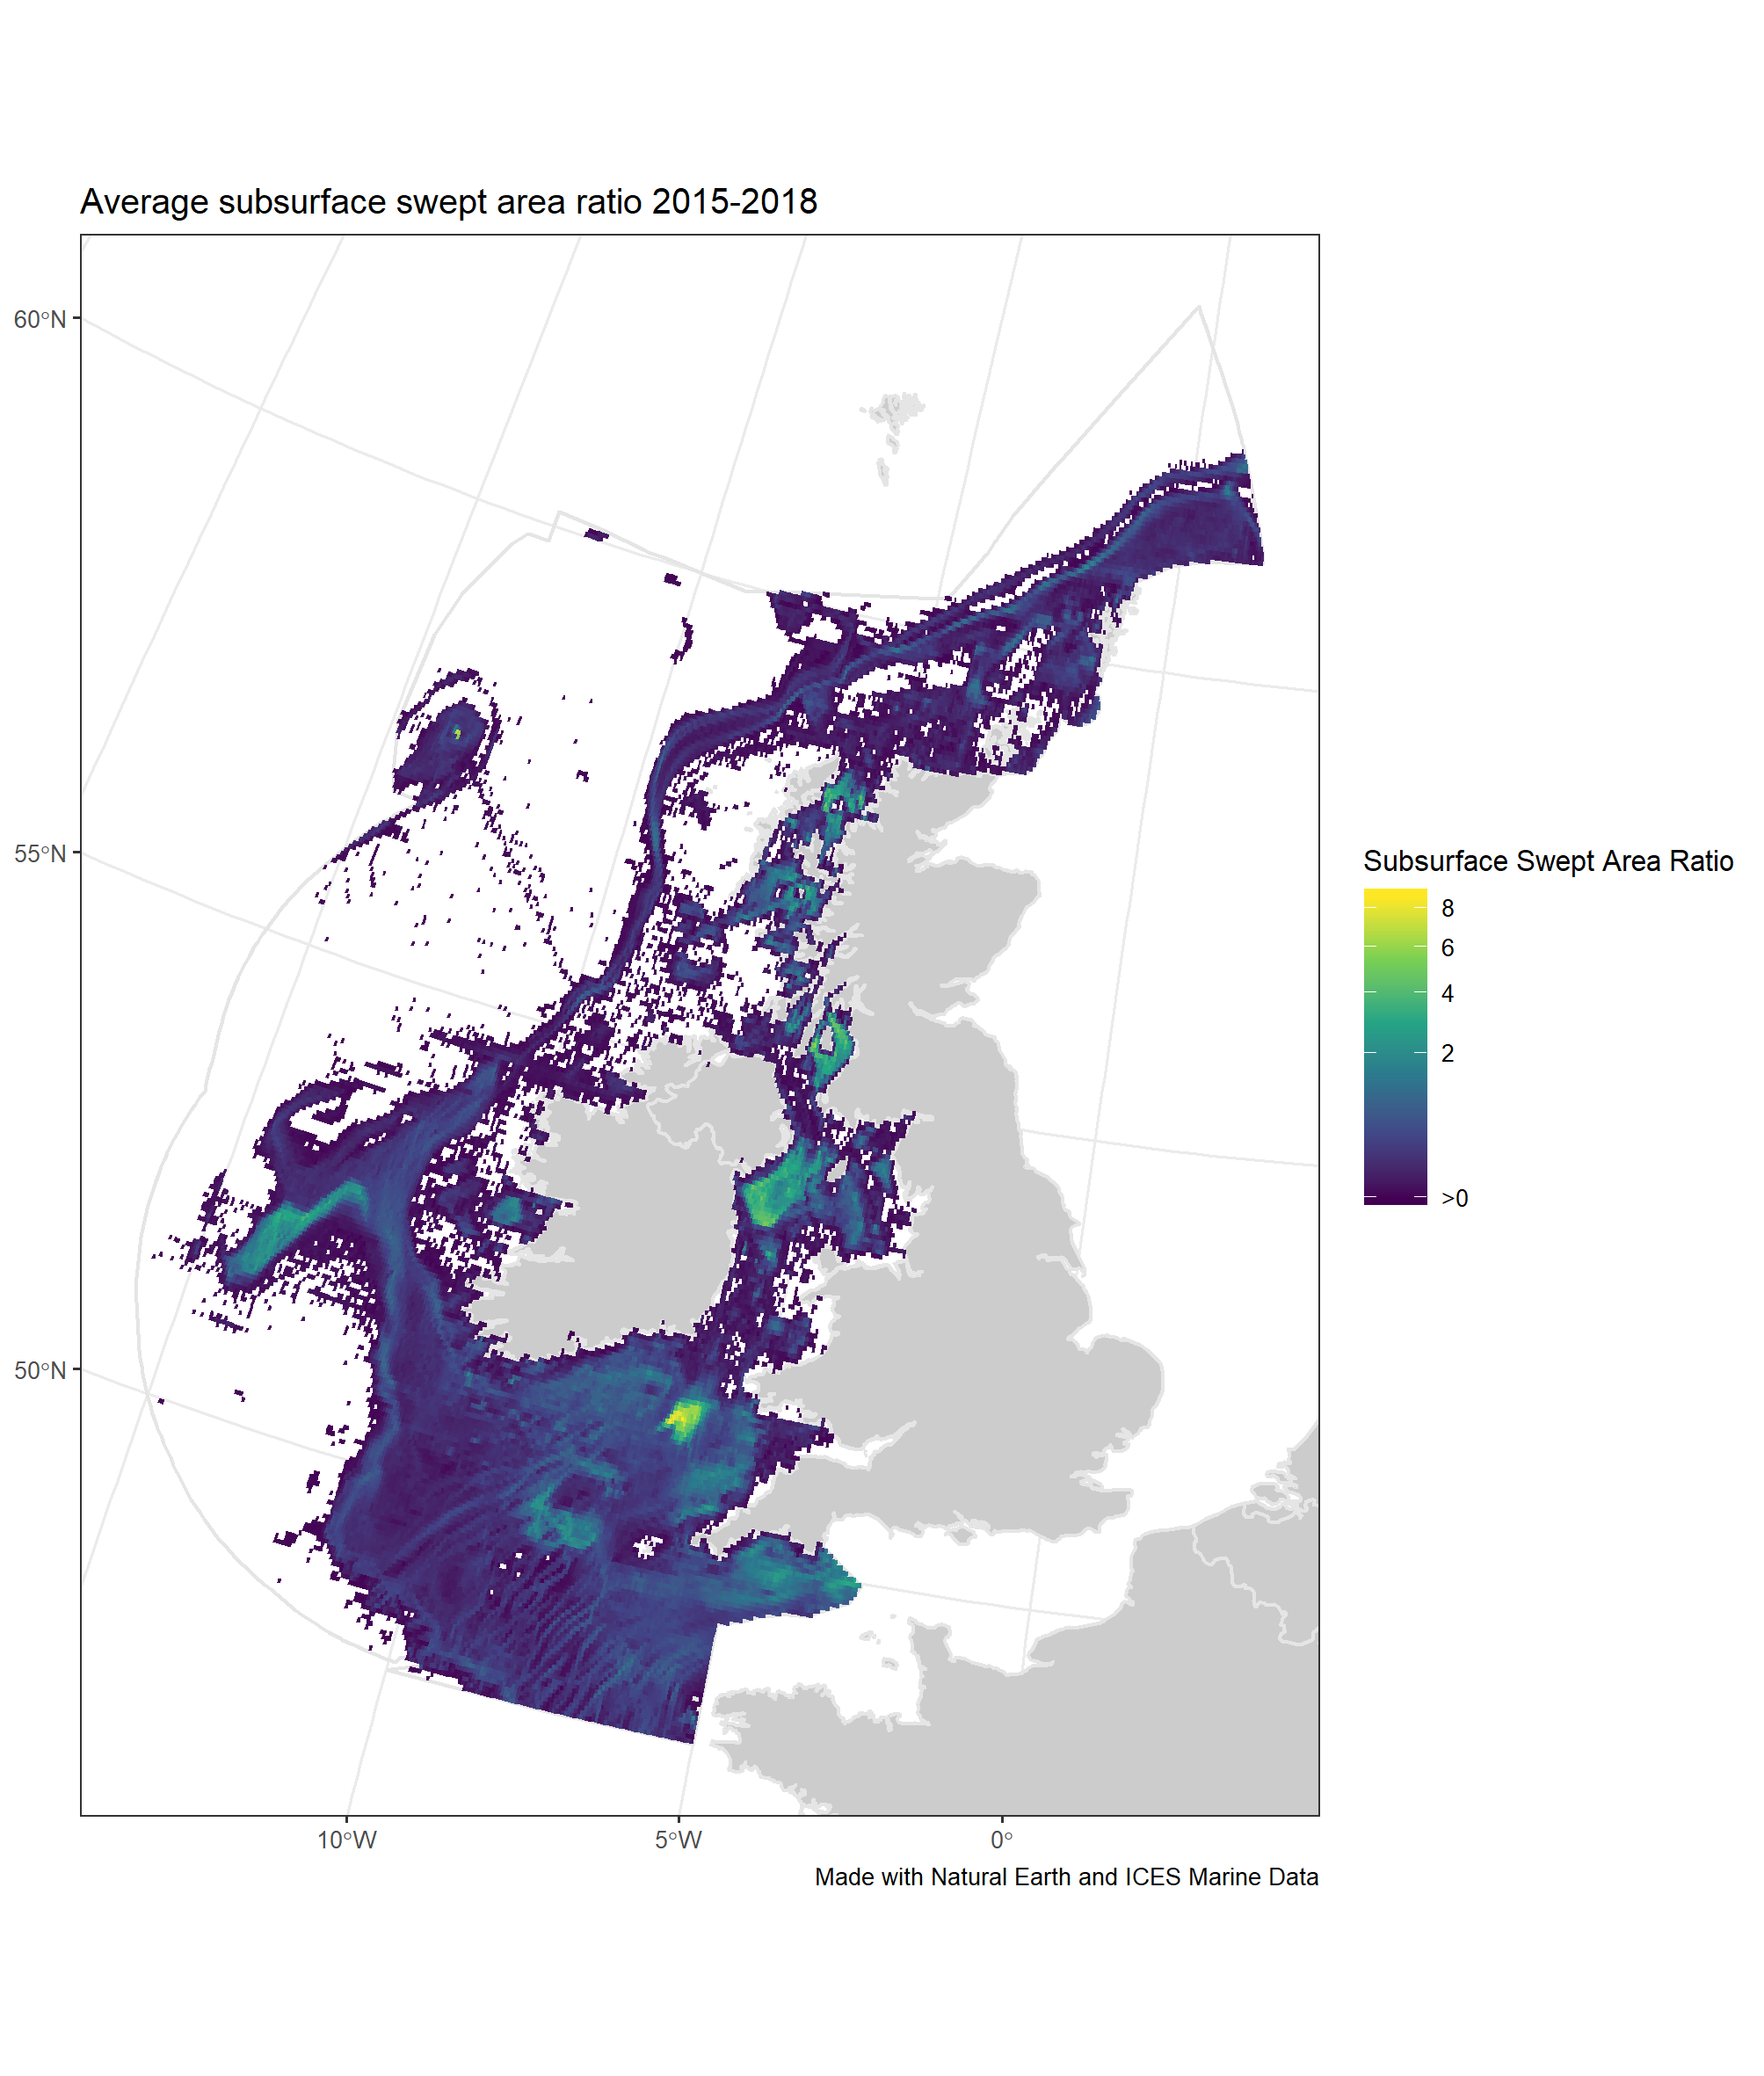 Average subsurface swept area ratio 2015-2018
60°N
55°N
50°N
10°W
5°W
0°
Subsurface Swept Area Ratio
8
6
4
2
>0
Made with Natural Earth and ICES Marine Data